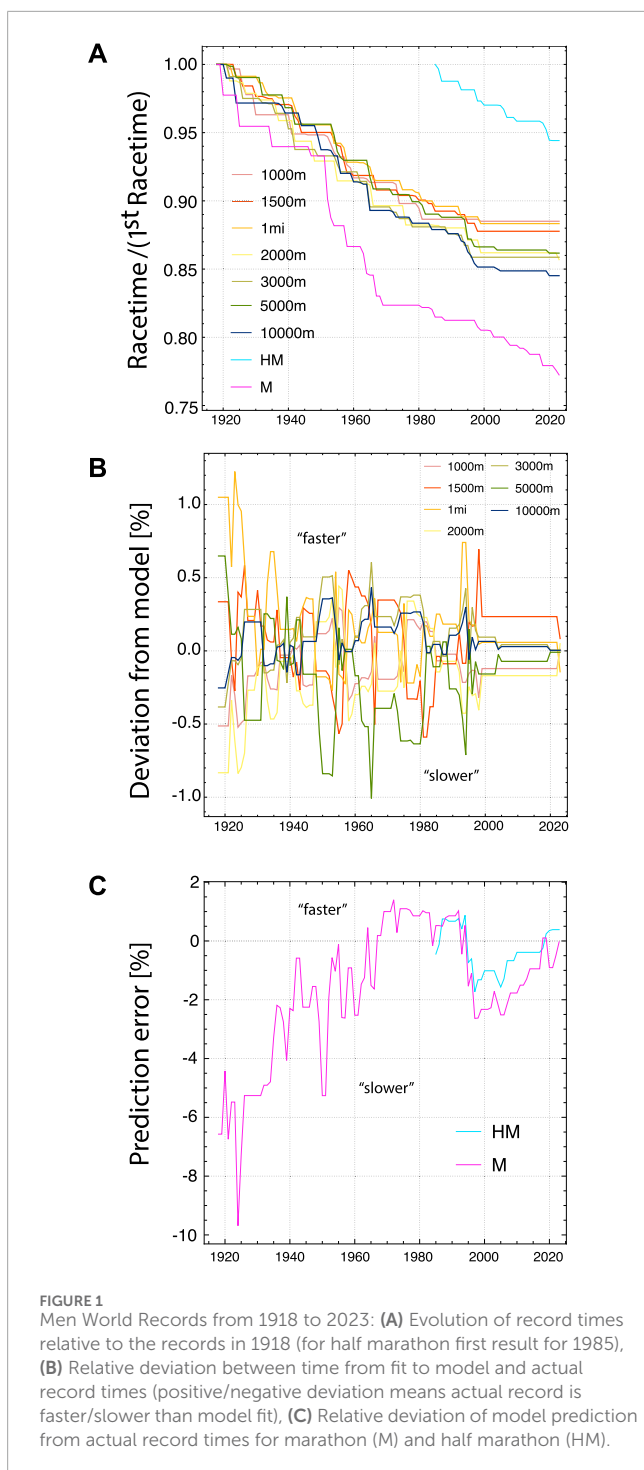 A
Racetime/(1st Racetime)
1.00
0.95
0.90
0.85
0.80
0.75
1000m
1500m
1mi
2000m
3000m
5000m
10000m
HM
M
1920 1940 1960 1980 2000 2020
B
Deviation from model [%]
1.0
0.5
0.0
-0.5
-1.0
1000m
1500m
1mi
2000m
3000m
5000m
10000m
"faster"
"slower"
1920 1940 1960 1980 2000 2020
C
Prediction error [%]
2
0
-2
-4
-6
-8
-10
"faster"
"slower"
HM
M
1920 1940 1960 1980 2000 2020
FIGURE 1
Men World Records from 1918 to 2023: (A) Evolution of record times
relative to the records in 1918 (for half marathon first result for 1985),
(B) Relative deviation between time from fit to model and actual
record times (positive/negative deviation means actual record is
faster/slower than model fit), (C) Relative deviation of model prediction
from actual record times for marathon (M) and half marathon (HM).